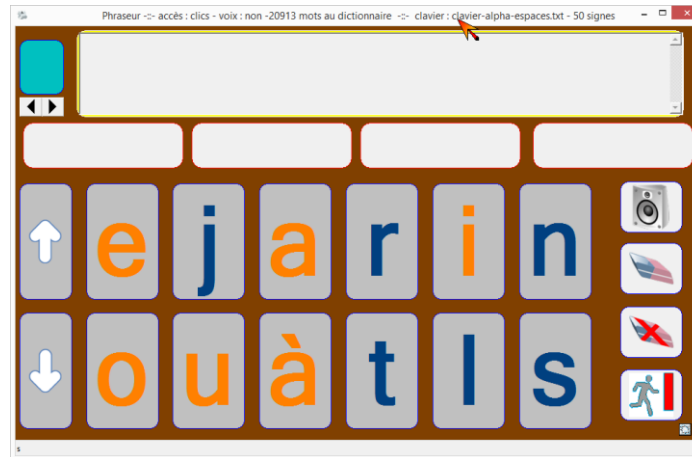 Phraseur -::- accès : clics - voix : non -20913 mots au dictionnaire -::- clavier : clavier-alpha-espaces.txt - 50 signes
e j a r i n
o u à t l s
s